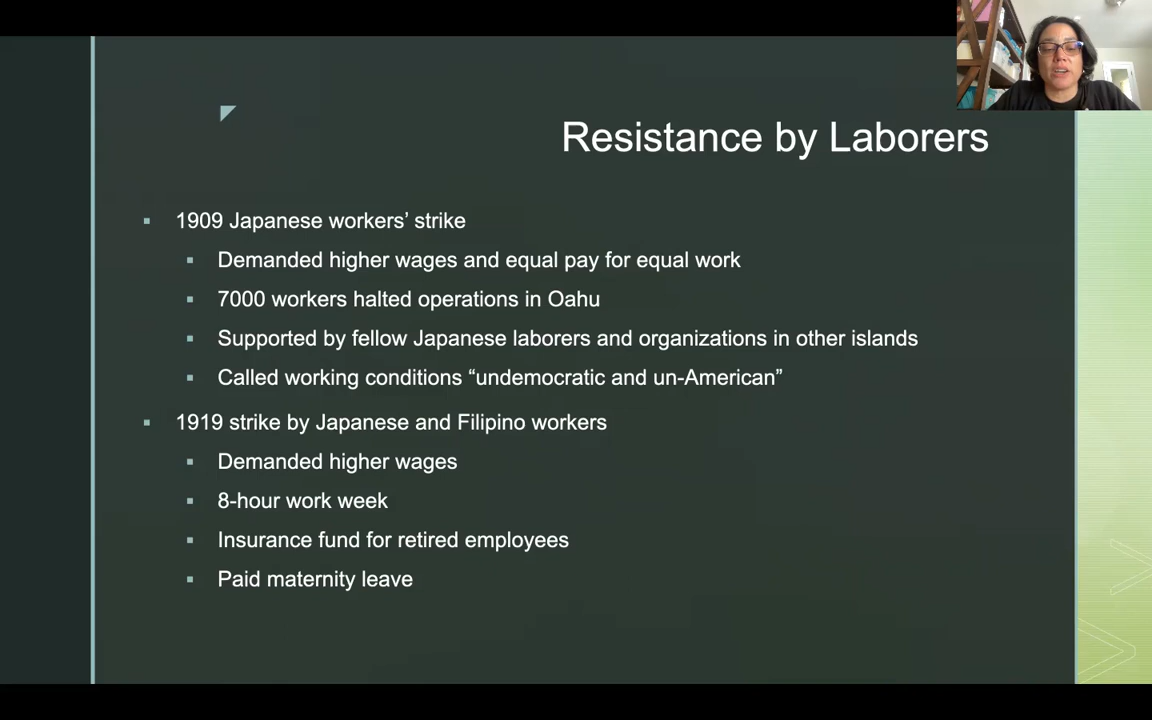 Resistance by Laborers
1909 Japanese workers’ strike
Demanded higher wages and equal pay for equal work
7000 workers halted operations in Oahu
Supported by fellow Japanese laborers and organizations in other islands
Called working conditions “undemocratic and un-American”
1919 strike by Japanese and Filipino workers
Demanded higher wages
8-hour work week
Insurance fund for retired employees
Paid maternity leave